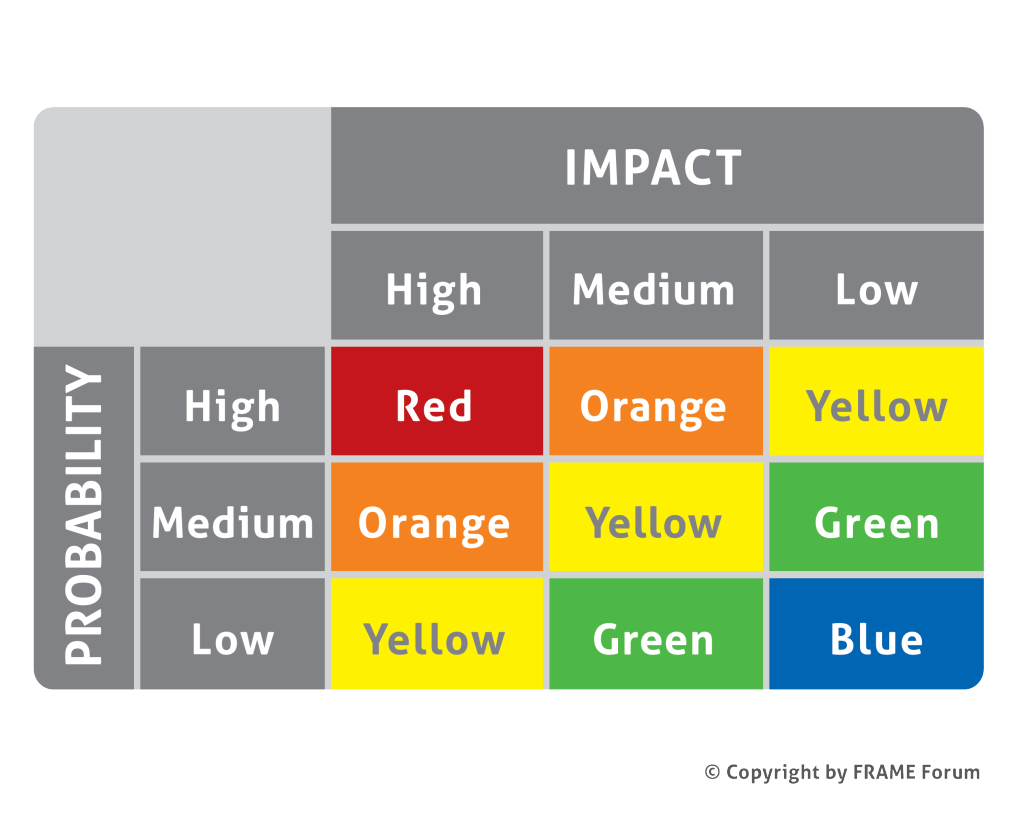 IMPACT
High Medium Low
PROBABILITY
High Red Orange Yellow
Medium Orange Yellow Green
Low Yellow Green Blue
© Copyright by FRAME Forum